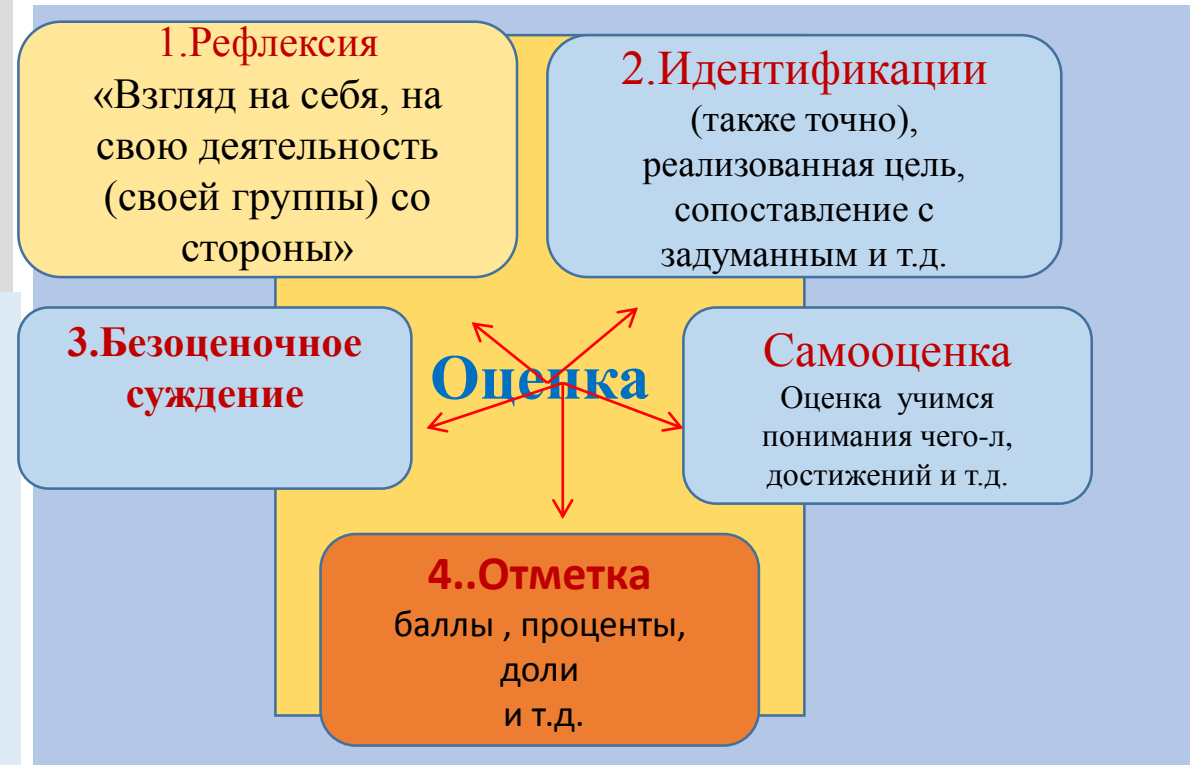 1.Рефлексия
«Взгляд на себя, на
свою деятельность
(своей группы) со
стороны»
2.Идентификации
(также точно),
реализованная цель,
сопоставление с
задуманным и т.д.
3.Безоценочное
суждение
Оценка
Самооценка
Оценка учимся
понимания чего-л,
достижений и т.д.
4..Отметка
баллы , проценты,
доли
и т.д.